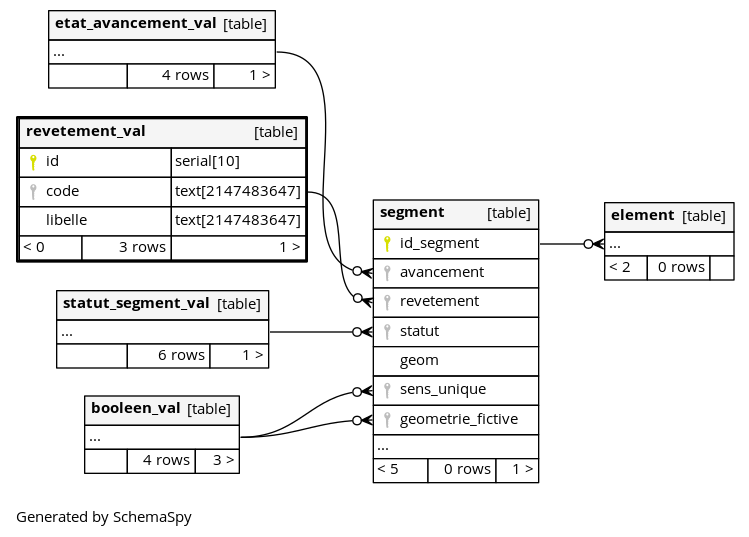 etat_avancement_val [table]
...
4 rows 1 >
revetement_val [table]
id serial[10]
code text[2147483647]
libelle text[2147483647]
< 0 3 rows 1 >
statut_segment_val [table]
...
6 rows 1 >
booleen_val [table]
...
4 rows 3 >
segment [table]
id_segment
avancement
revetement
statut
geom
sens_unique
geometrie_fictive
...
< 5 0 rows 1 >
element [table]
...
< 2 0 rows
Generated by SchemaSpy